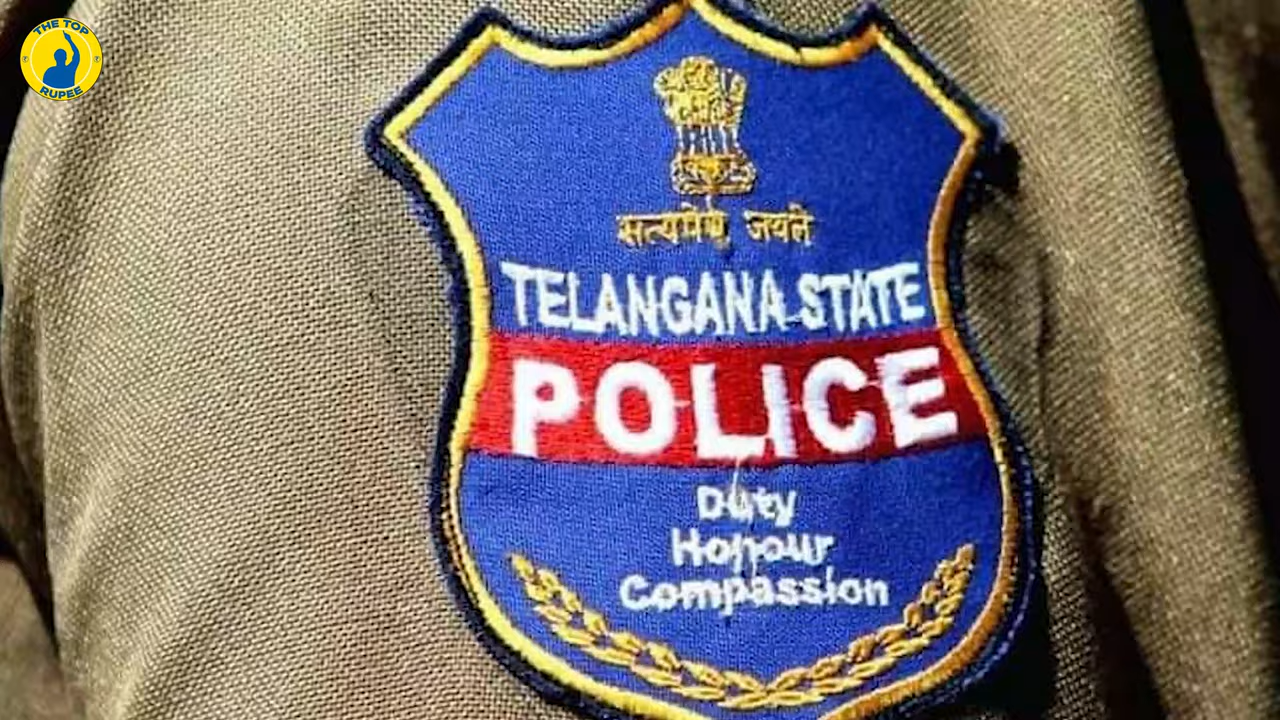 THE TOP
RUPEE
सत्यमेव जयते
TELANGANA STATE
POLICE
Duty
Honour
Compassion